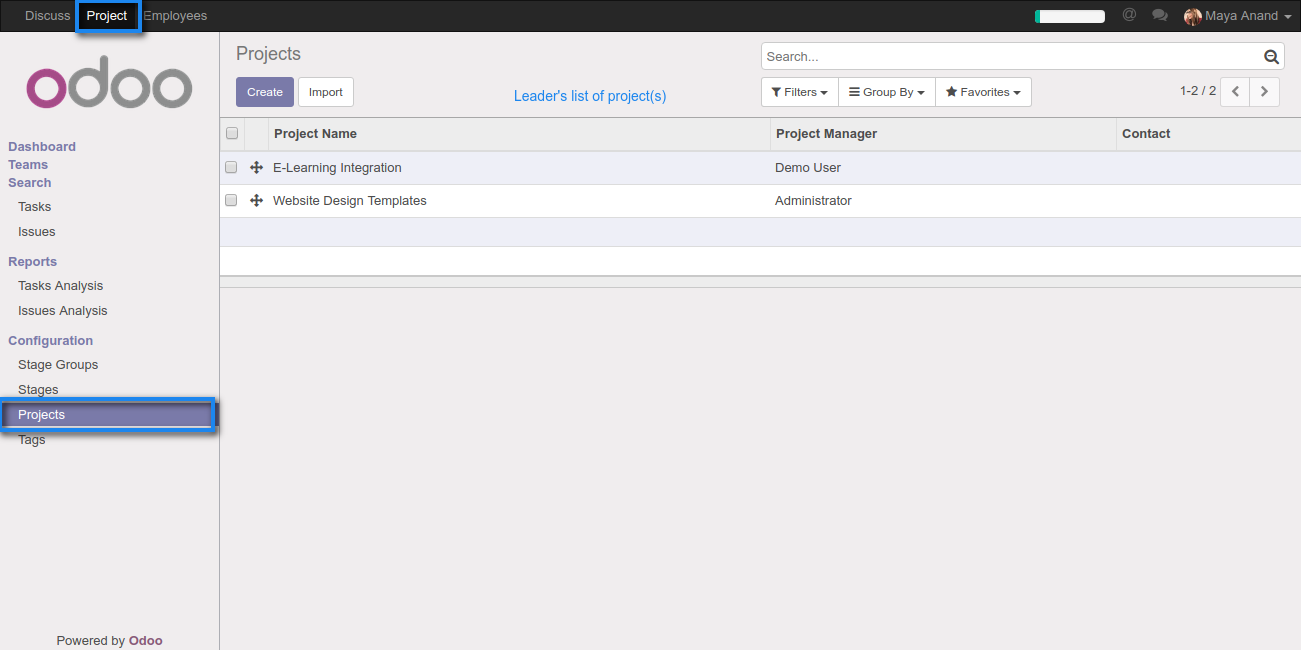 Discuss Project Employees @ Maya Anand
odoo
Dashboard
Teams
Search
Tasks
Issues
Reports
Tasks Analysis
Issues Analysis
Configuration
Stage Groups
Stages
Projects
Tags
Powered by Odoo
Projects
Search...
Create Import Leader's list of project(s) Filters Group By Favorites 1-2 / 2
Project Name Project Manager Contact
E-Learning Integration Demo User
Website Design Templates Administrator